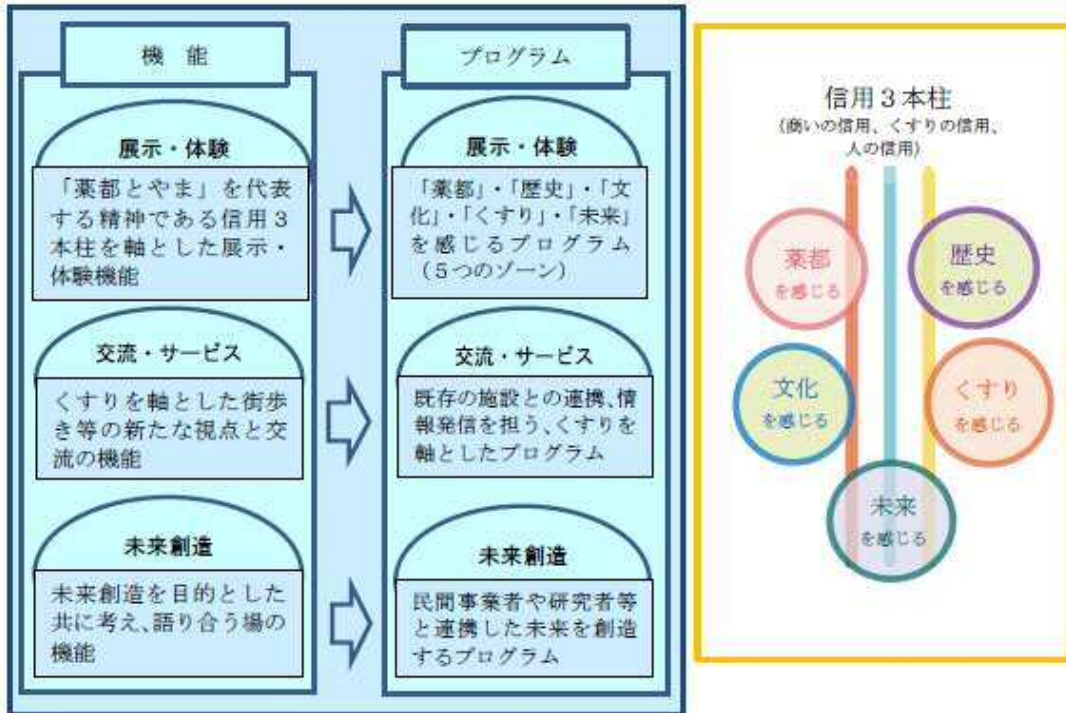 機 能
展示・体験
「薬都とやま」を代表
する精神である信用3
本柱を軸とした展示・
体験機能
交流・サービス
くすりを軸とした街歩
き等の新たな視点と交
流の機能
未来創造
未来創造を目的とした
共に考え、語り合う場の
機能
プログラム
展示・体験
「薬都」・「歴史」・「文
化」・「くすり」・「未来」
を感じるプログラム
(5つのゾーン)
交流・サービス
既存の施設との連携、情
報発信を担う、くすりを
軸としたプログラム
未来創造
民間事業者や研究者等
と連携した未来を創造
するプログラム
信用3本柱
(商いの信用、くすりの信用、
人の信用)
薬都
を感じる
歴史
を感じる
文化
を感じる
くすり
を感じる
未来
を感じる